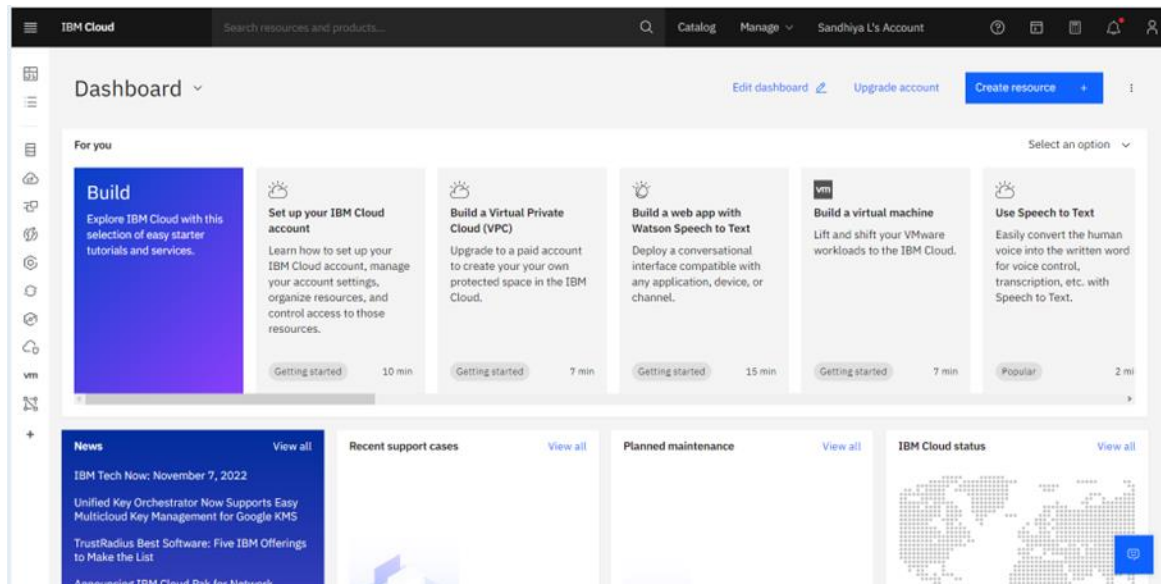 IBM Cloud
Search resources and products...
Catalog
Manage
Sandhiya L's Account
Dashboard
Edit dashboard
Upgrade account
Create resource +
For you
Select an option
Build
Explore IBM Cloud with this
selection of easy starter
tutorials and services.
Set up your IBM Cloud
account
Learn how to set up your
IBM Cloud account, manage
your account settings,
organize resources, and
control access to those
resources.
Getting started
10 min
Build a Virtual Private
Cloud (VPC)
Upgrade to a paid account
to create your your own
protected space in the IBM
Cloud.
Getting started
7 min
Build a web app with
Watson Speech to Text
Deploy a conversational
interface compatible with
any application, device, or
channel.
Getting started
15 min
vm
Build a virtual machine
Lift and shift your VMware
workloads to the IBM Cloud.
Getting started
7 min
Use Speech to Text
Easily convert the human
voice into the written word
for voice control,
transcription, etc. with
Speech to Text.
Popular
2 mi
vm
News
View all
IBM Tech Now: November 7, 2022
Unified Key Orchestrator Now Supports Easy
Multicloud Key Management for Google KMS
TrustRadius Best Software: Five IBM Offerings
to Make the List
Announcing IBM Cloud Pak for Network
Recent support cases
View all
Planned maintenance
View all
IBM Cloud status
View all